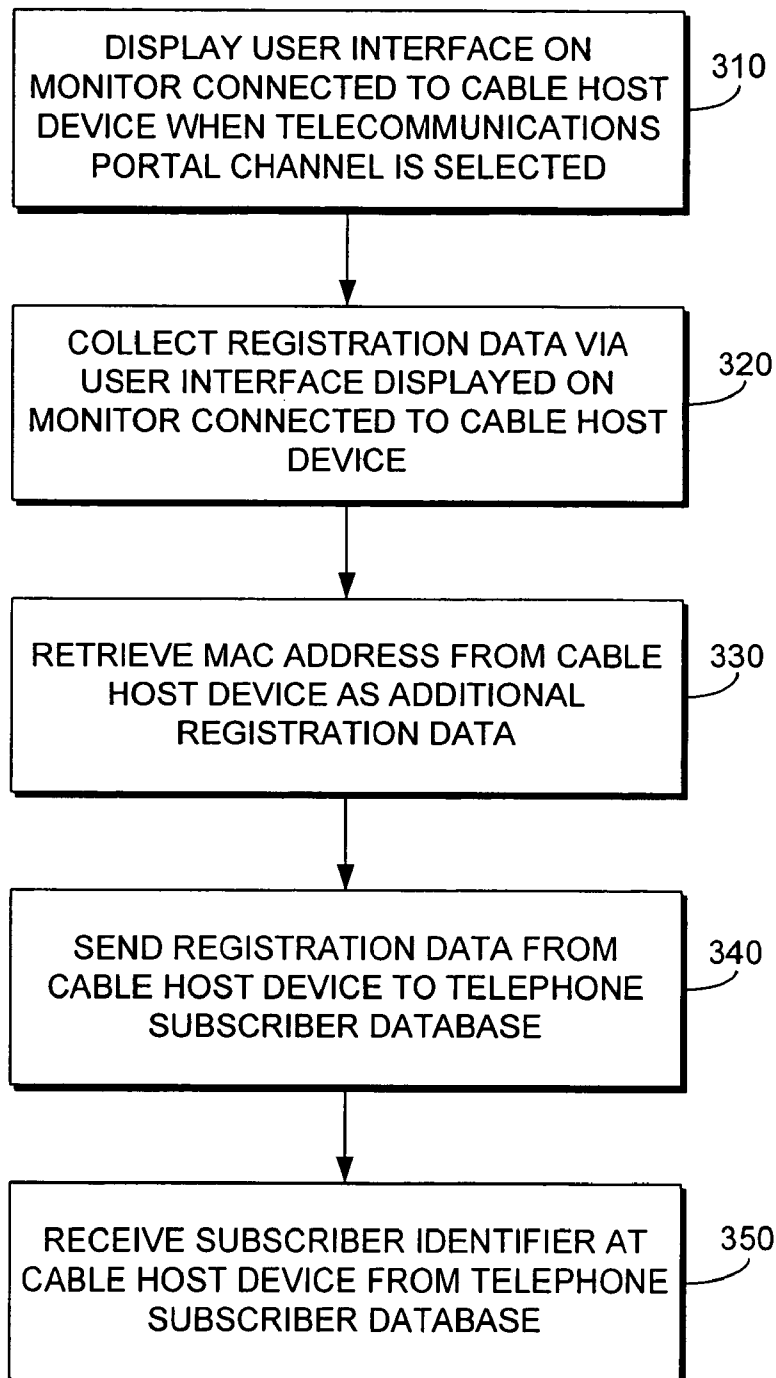 DISPLAY USER INTERFACE ON
MONITOR CONNECTED TO CABLE HOST
DEVICE WHEN TELECOMMUNICATIONS
PORTAL CHANNEL IS SELECTED
310
COLLECT REGISTRATION DATA VIA
USER INTERFACE DISPLAYED ON
MONITOR CONNECTED TO CABLE HOST
DEVICE
320
RETRIEVE MAC ADDRESS FROM CABLE
HOST DEVICE AS ADDITIONAL
REGISTRATION DATA
330
SEND REGISTRATION DATA FROM
CABLE HOST DEVICE TO TELEPHONE
SUBSCRIBER DATABASE
340
RECEIVE SUBSCRIBER IDENTIFIER AT
CABLE HOST DEVICE FROM TELEPHONE
SUBSCRIBER DATABASE
350